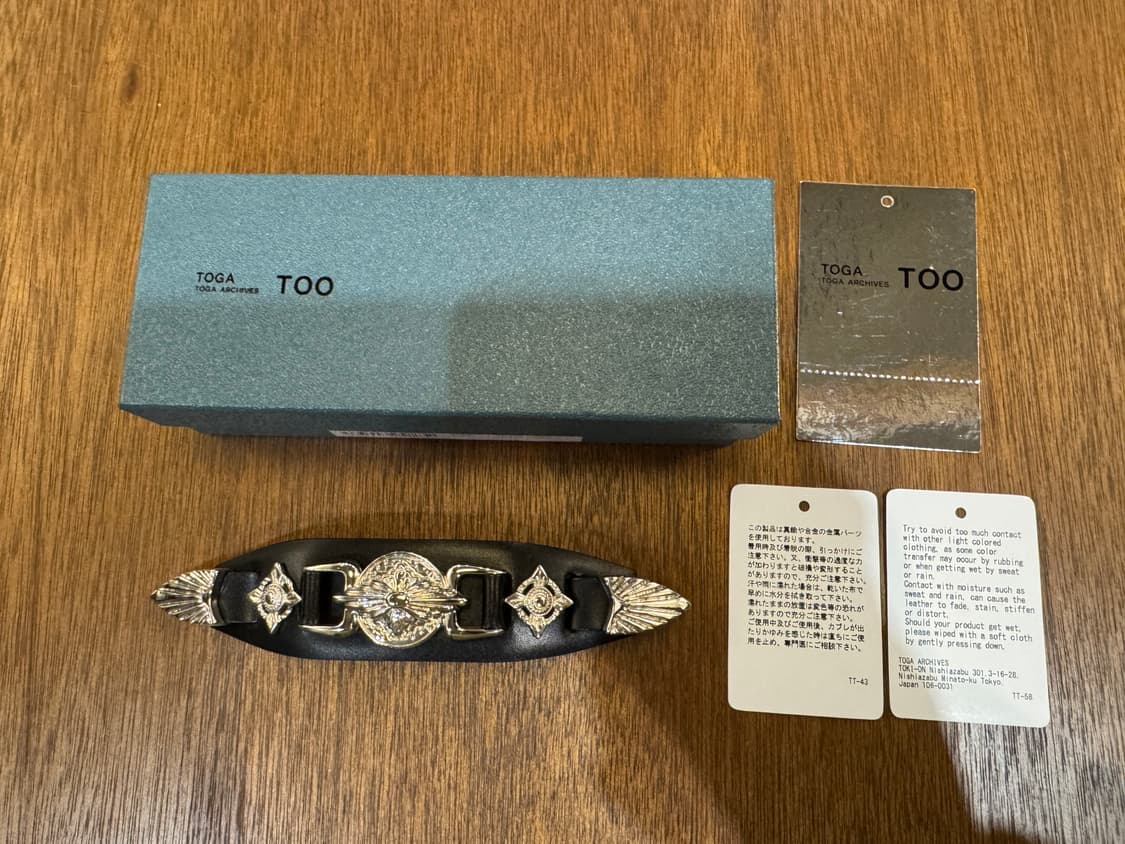 TOGA
TOGA ARCHIVES
TOO
TOGA
TOGA ARCHIVES
TOO
この製品は真鍮や合金の金属パーツ
を使用しております。
着用時及び着脱の際、引っかけにご
注意下さい。又、衝撃等の過度な力
が加わりますと破損や変形すること
がありますので、充分ご注意下さい。
汗や雨に濡れた場合は、乾いた布で
早めに水分を拭き取って下さい。
濡れたままの放置は変色等の恐れが
ありますので充分ご注意下さい。
ご使用中及びご使用後、カブレが出
たりかゆみを感じた時は直ちにご使
用を止め、専門医にご相談下さい。
TT-43
Try to avoid too much contact
with other light colored
clothing, as some color
transfer may ooour by rubbing
or when getting wet by sweat
or rain.
Contact with moisture such as
sweat and rain, can cause the
leather to fade, stain, stiffen
or distort.
Should your product get wet,
please wiped with a soft cloth
by gently pressing down.
TOGA ARCHIVES
TOKI-ON Nishiazabu 301,3-16-28,
Nishiazabu Minato-ku Tokyo,
Japan 106-0031
TT-58